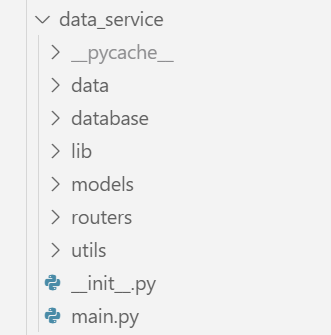 data_service
__pycache__
data
database
lib
models
routers
utils
__init__.py
main.py